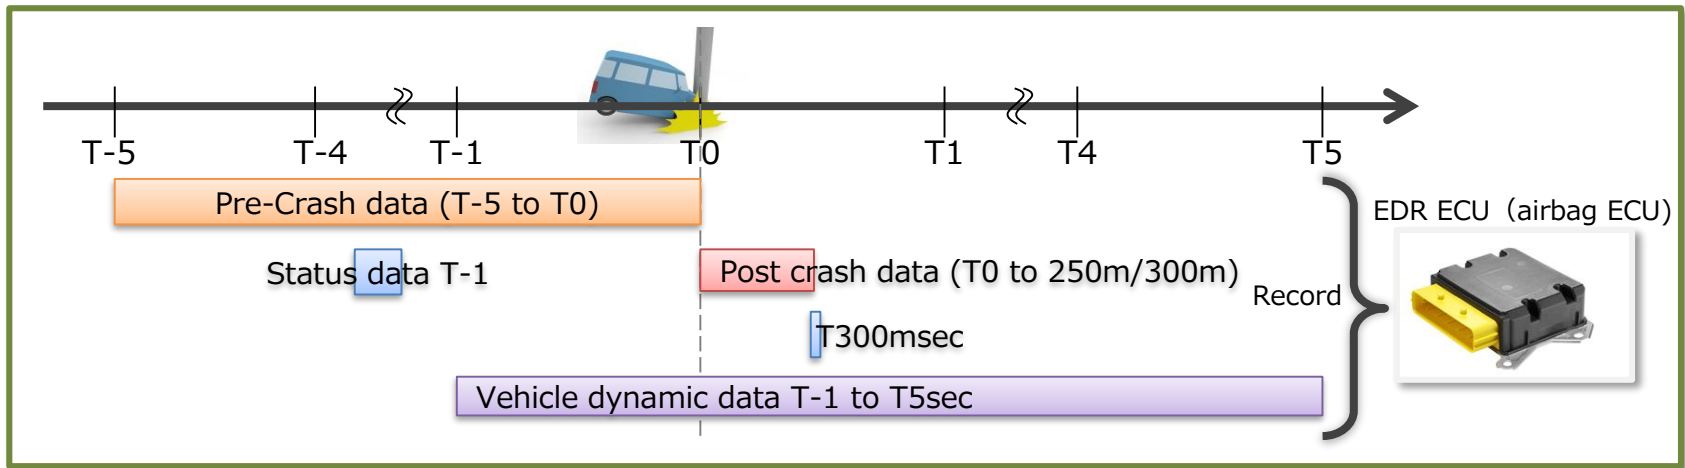 T-5
T-4
T-1
T0
T1
T4
T5
Pre-Crash data (T-5 to T0)
EDR ECU（airbag ECU)
Status data T-1
Post crash data (T0 to 250m/300m)
Record
T300msec
Vehicle dynamic data T-1 to T5sec